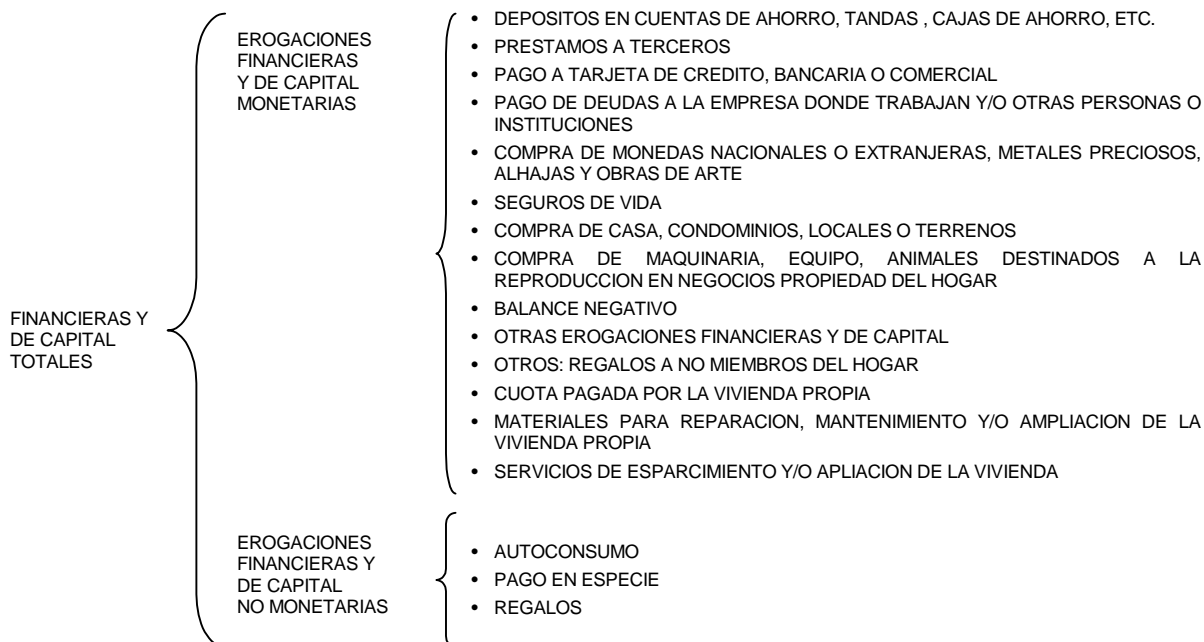 FINANCIERAS Y
DE CAPITAL
TOTALES
EROGACIONES
FINANCIERAS
Y DE CAPITAL
MONETARIAS
• DEPOSITOS EN CUENTAS DE AHORRO, TANDAS , CAJAS DE AHORRO, ETC.
• PRESTAMOS A TERCEROS
• PAGO A TARJETA DE CREDITO, BANCARIA O COMERCIAL
• PAGO DE DEUDAS A LA EMPRESA DONDE TRABAJAN Y/O OTRAS PERSONAS O
INSTITUCIONES
• COMPRA DE MONEDAS NACIONALES O EXTRANJERAS, METALES PRECIOSOS,
ALHAJAS Y OBRAS DE ARTE
• SEGUROS DE VIDA
• COMPRA DE CASA, CONDOMINIOS, LOCALES O TERRENOS
• COMPRA DE MAQUINARIA, EQUIPO, ANIMALES DESTINADOS A LA
REPRODUCCION EN NEGOCIOS PROPIEDAD DEL HOGAR
• BALANCE NEGATIVO
• OTRAS EROGACIONES FINANCIERAS Y DE CAPITAL
• OTROS: REGALOS A NO MIEMBROS DEL HOGAR
• CUOTA PAGADA POR LA VIVIENDA PROPIA
• MATERIALES PARA REPARACION, MANTENIMIENTO Y/O AMPLIACION DE LA
VIVIENDA PROPIA
• SERVICIOS DE ESPARCIMIENTO Y/O APLIACION DE LA VIVIENDA
EROGACIONES
FINANCIERAS Y
DE CAPITAL
NO MONETARIAS
• AUTOCONSUMO
• PAGO EN ESPECIE
• REGALOS